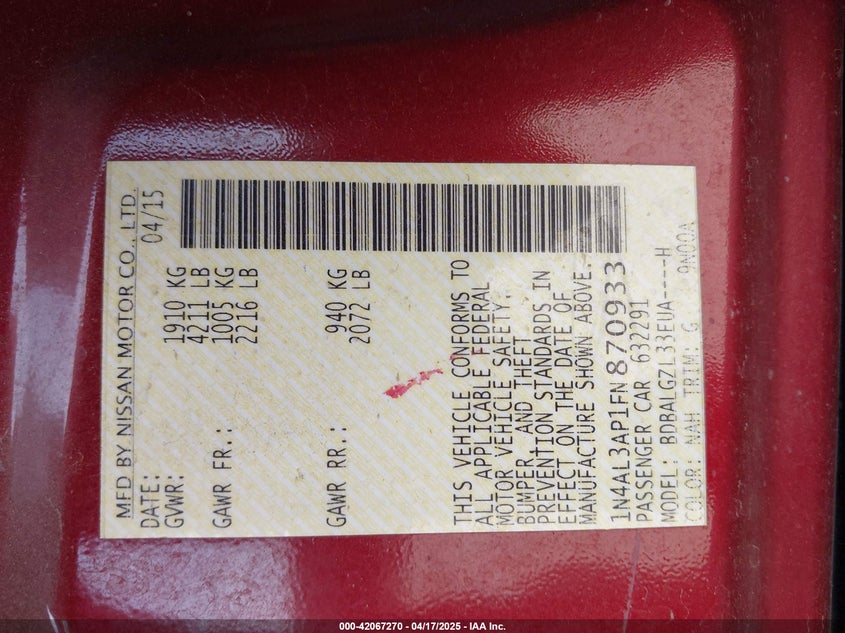 MFD BY NISSAN MOTOR CO., LTD.
DATE: 04/15
GVWR: 1910 KG
4211 LB
GAWR FR.: 1005 KG
2216 LB
GAWR RR.: 940 KG
2072 LB
THIS VEHICLE CONFORMS TO
ALL APPLICABLE FEDERAL
MOTOR VEHICLE SAFETY,
BUMPER, AND THEFT
PREVENTION STANDARDS IN
EFFECT ON THE DATE OF
MANUFACTURE SHOWN ABOVE.
1N4AL3AP1FN870933
PASSENGER CAR 632291
MODEL: BDBALGZL33EUA----H
COLOR: NAH TRIM: G 9N00A
000-42067270 - 04/17/2025 - IAA Inc.